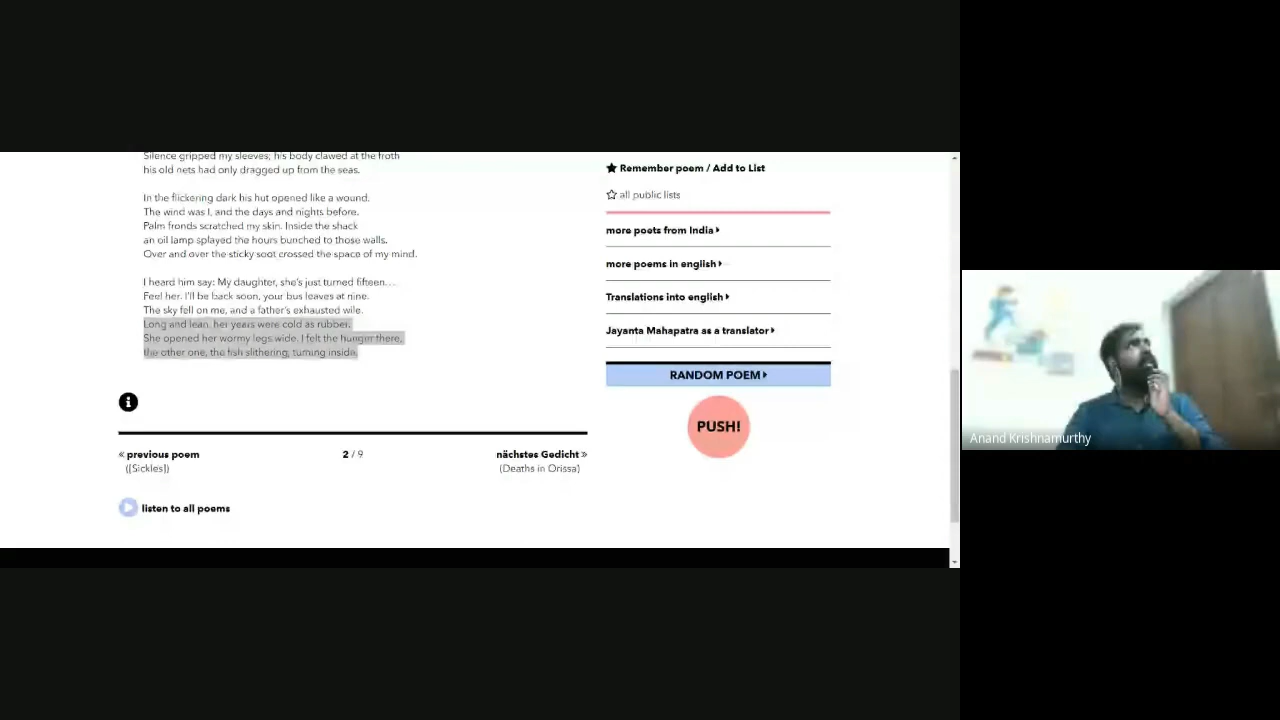 Silence gripped my sleeves; his body clawed at the froth
his old nets had only dragged up from the seas.
In the flickering dark his hut opened like a wound.
The wind was I, and the days and nights before.
Palm fronds scratched my skin. Inside the shack
an oil lamp splayed the hours bunched to those walls.
Over and over the sticky soot crossed the space of my mind.
I heard him say: My daughter, she's just turned fifteen…
Feel her. I'll be back soon, your bus leaves at nine.
The sky fell on me, and a father's exhausted wile.
Long and lean, her years were cold as rubber.
She opened her wormy legs wide. I felt the hunger there,
the other one, the fish slithering, turning inside.
« previous poem
([Sickles])
2 / 9
nächstes Gedicht »
(Deaths in Orissa)
listen to all poems
Remember poem / Add to List
all public lists
more poets from India
more poems in english
Translations into english
Jayanta Mahapatra as a translator
RANDOM POEM
PUSH!
Anand Krishnamurthy